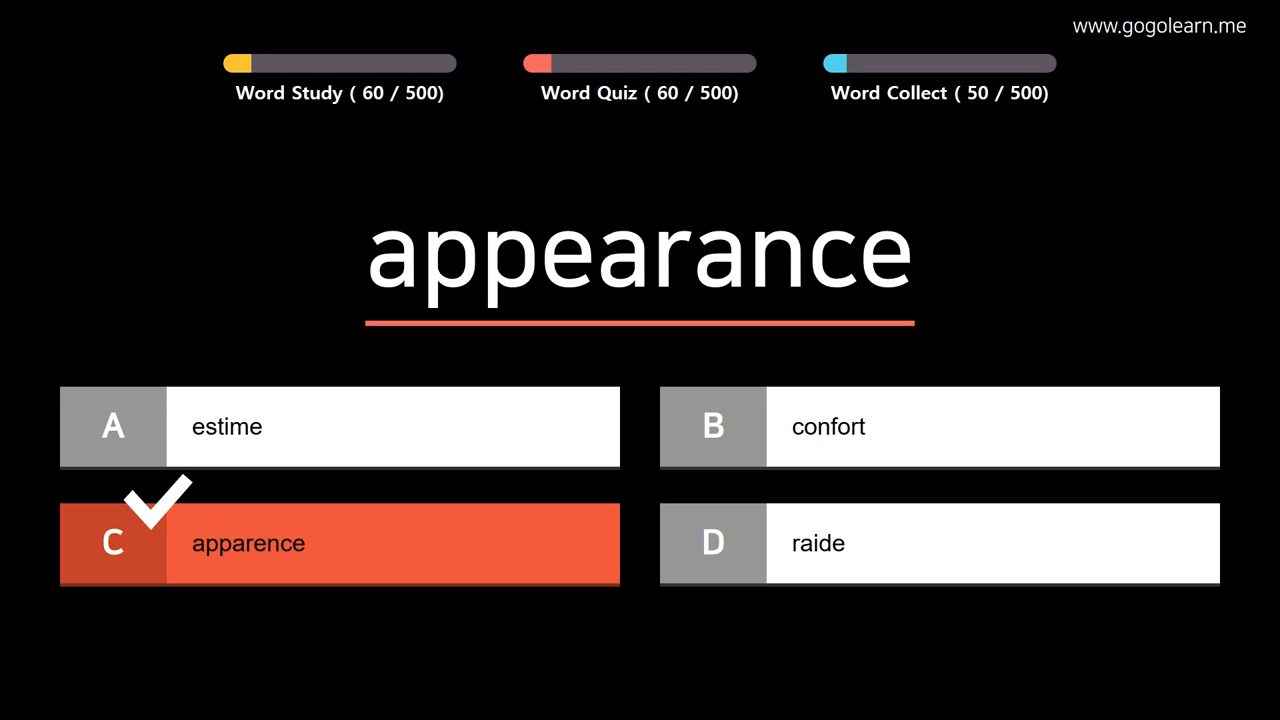 www.gogolearn.me
Word Study ( 60 / 500)
Word Quiz ( 60 / 500)
Word Collect ( 50 / 500)
appearance
A estime
B confort
C apparence
D raide